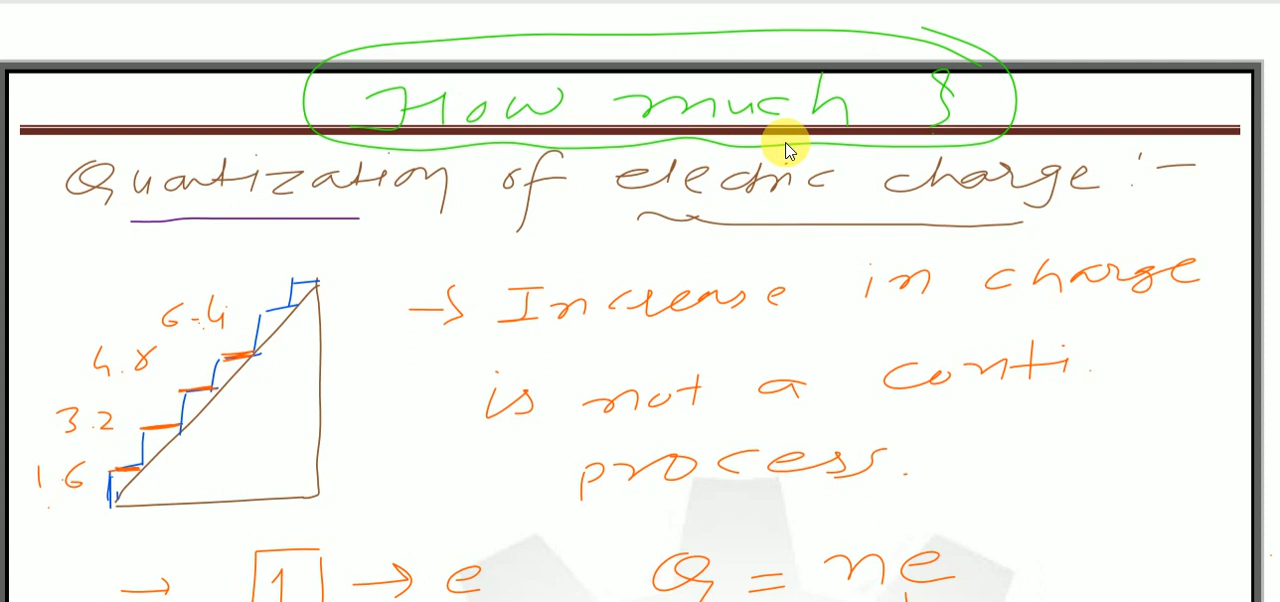 How much ?
Quantization of electric charge :-
6.4
4.8
3.2
1.6
→ Increase in charge
is not a conti.
process.
→ 1 → e Q = ne